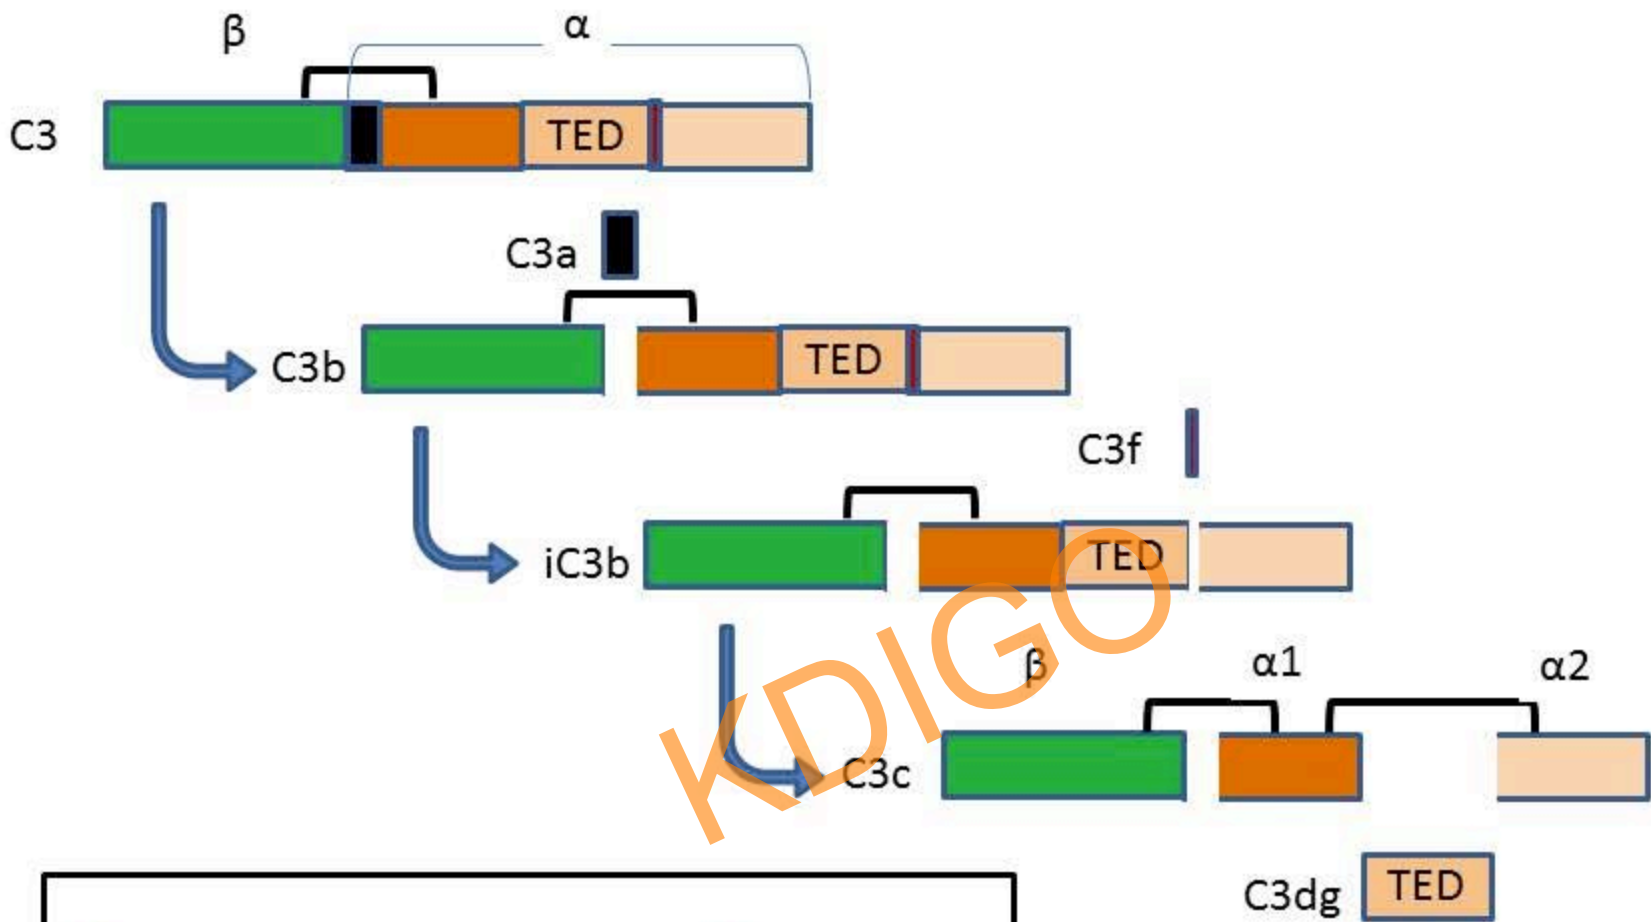 β α
C3 TED
C3a
C3b TED
C3f
iC3b TED
β α1 α2
C3c
C3dg TED
KDIGO